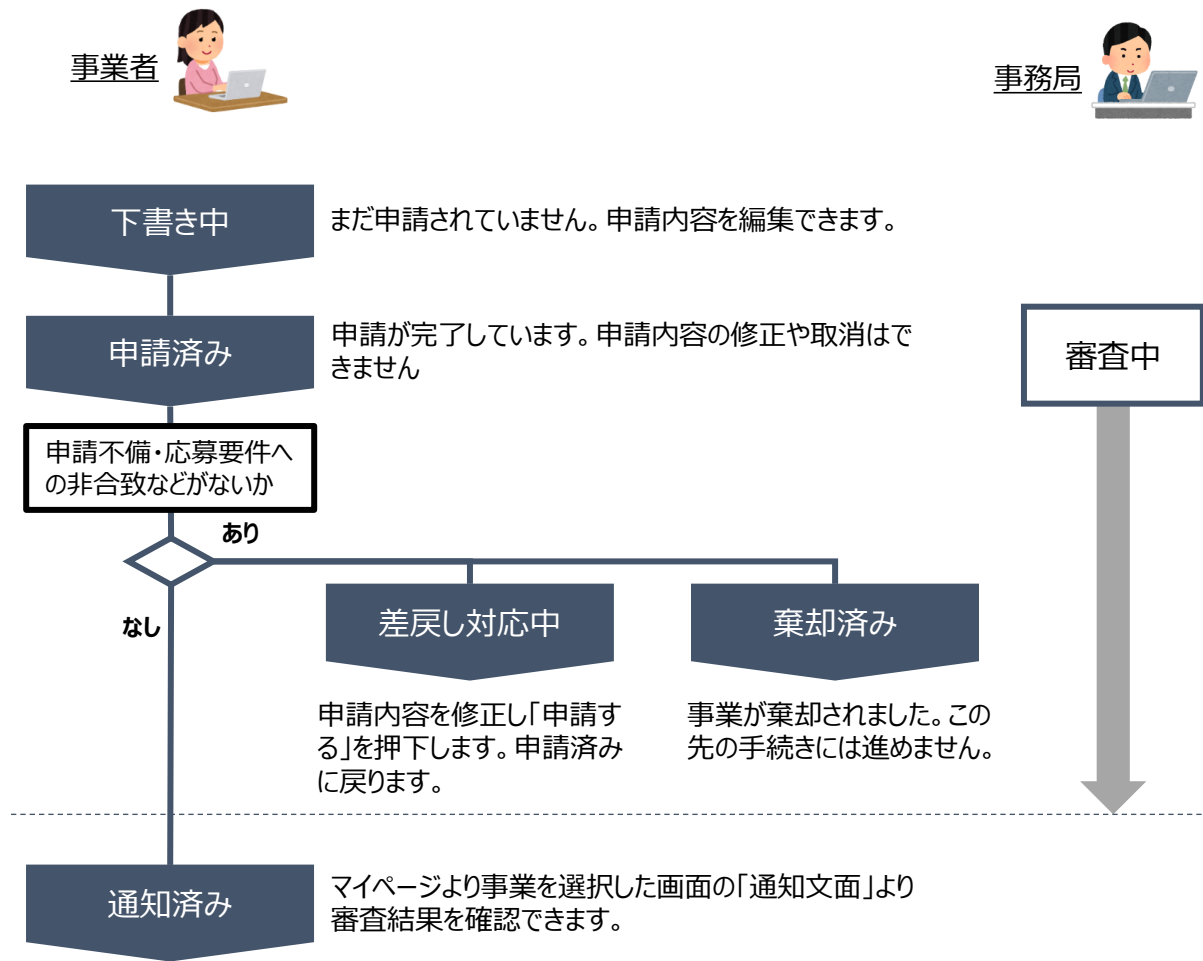 事業者
事務局
下書き中
まだ申請されていません。申請内容を編集できます。
申請済み
申請が完了しています。申請内容の修正や取消はで
きません
審査中
申請不備・応募要件へ
の非合致などがないか
あり
なし
差戻し対応中
棄却済み
申請内容を修正し「申請す
る」を押下します。申請済み
に戻ります。
事業が棄却されました。この
先の手続きには進めません。
通知済み
マイページより事業を選択した画面の「通知文面」より
審査結果を確認できます。